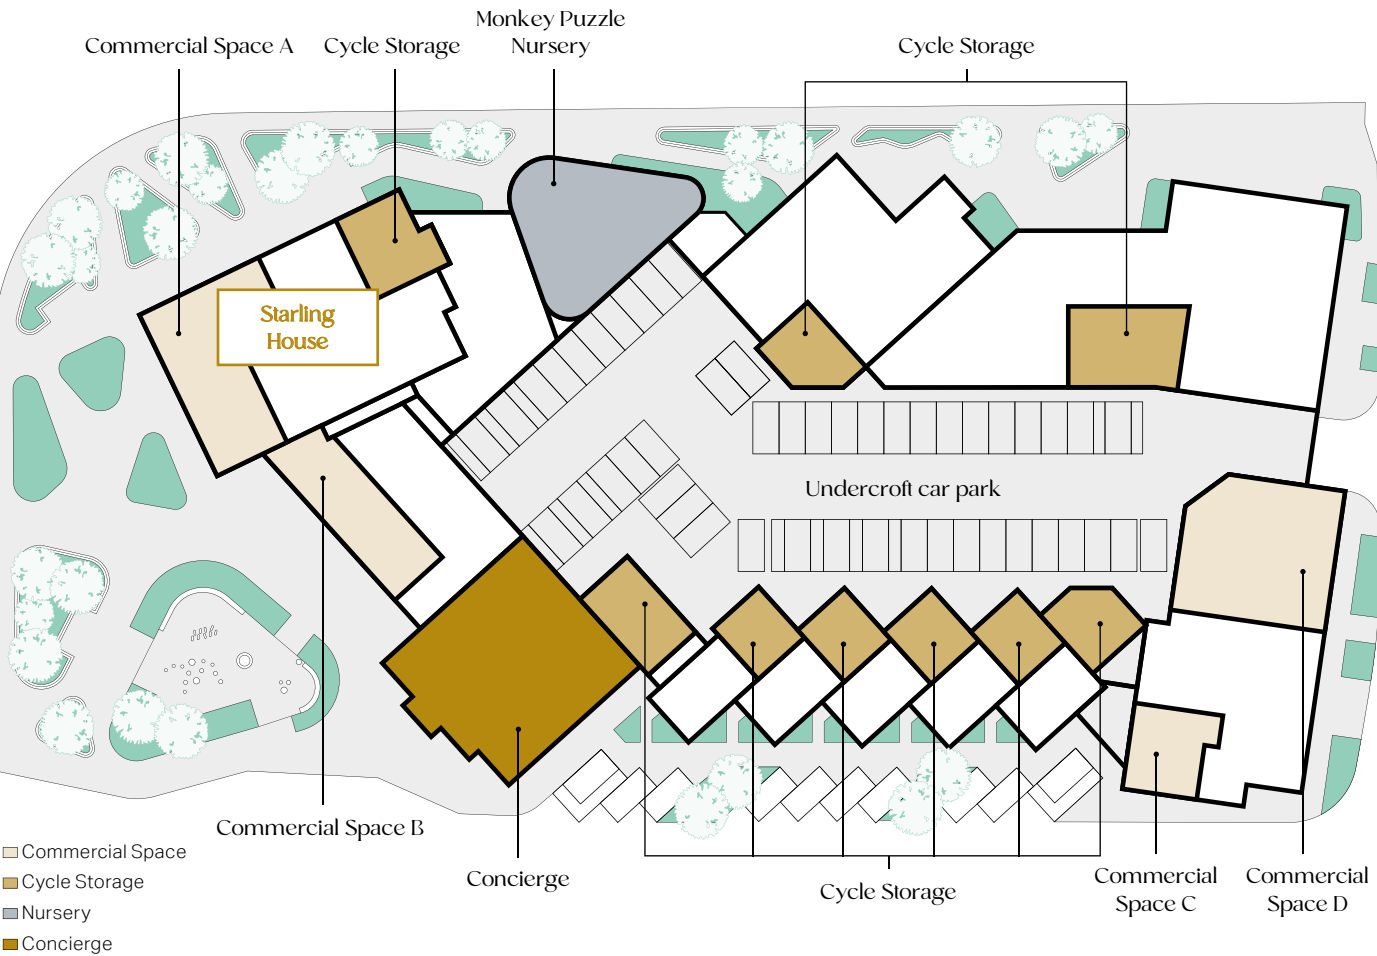 Monkey Puzzle
Nursery
Commercial Space A
Cycle Storage
Cycle Storage
Starling
House
Undercroft car park
Commercial Space B
Concierge
Cycle Storage
Commercial
Space C
Commercial
Space D
Commercial Space
Cycle Storage
Nursery
Concierge